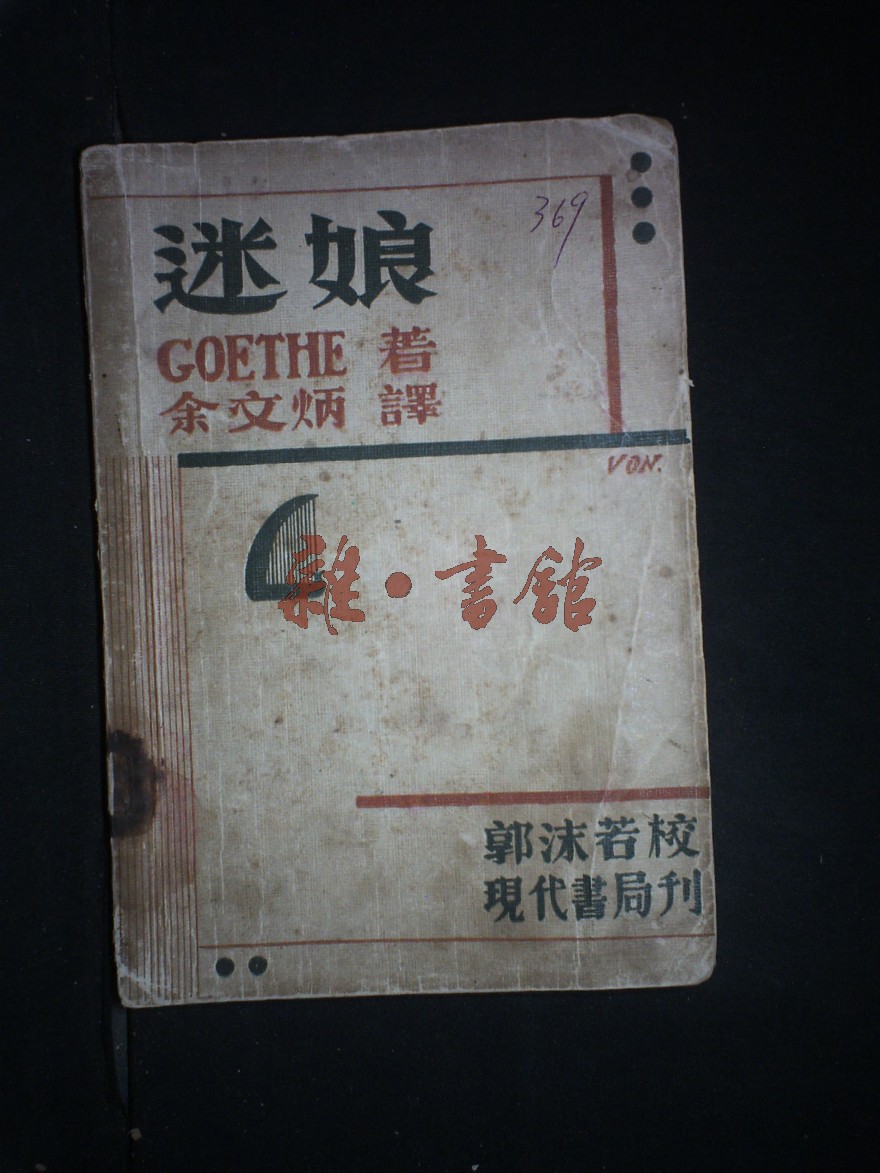 369
迷娘
GOETHE 著
余文炳 譯
VON.
雜·書館
郭沫若校
現代書局刊